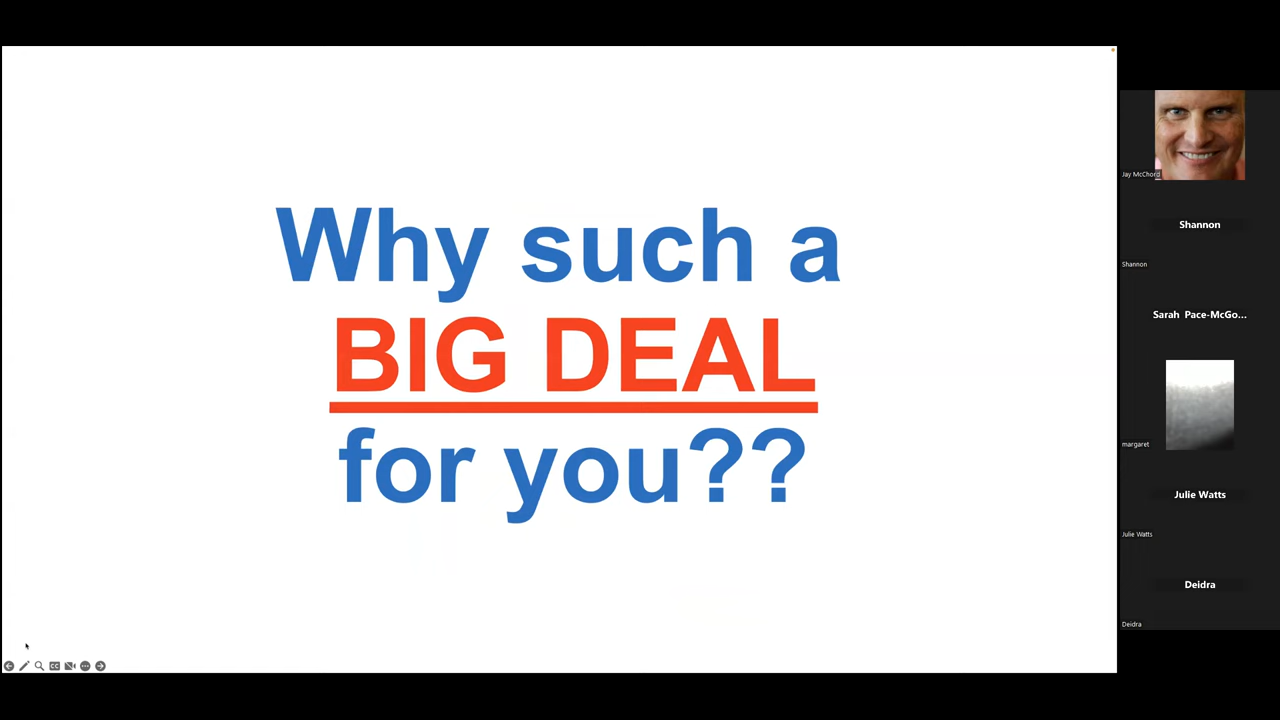 Why such a
BIG DEAL
for you??
Jay McChord
Shannon
Shannon
Sarah Pace-McGo...
margaret
Julie Watts
Julie Watts
Deidra
Deidra
CC